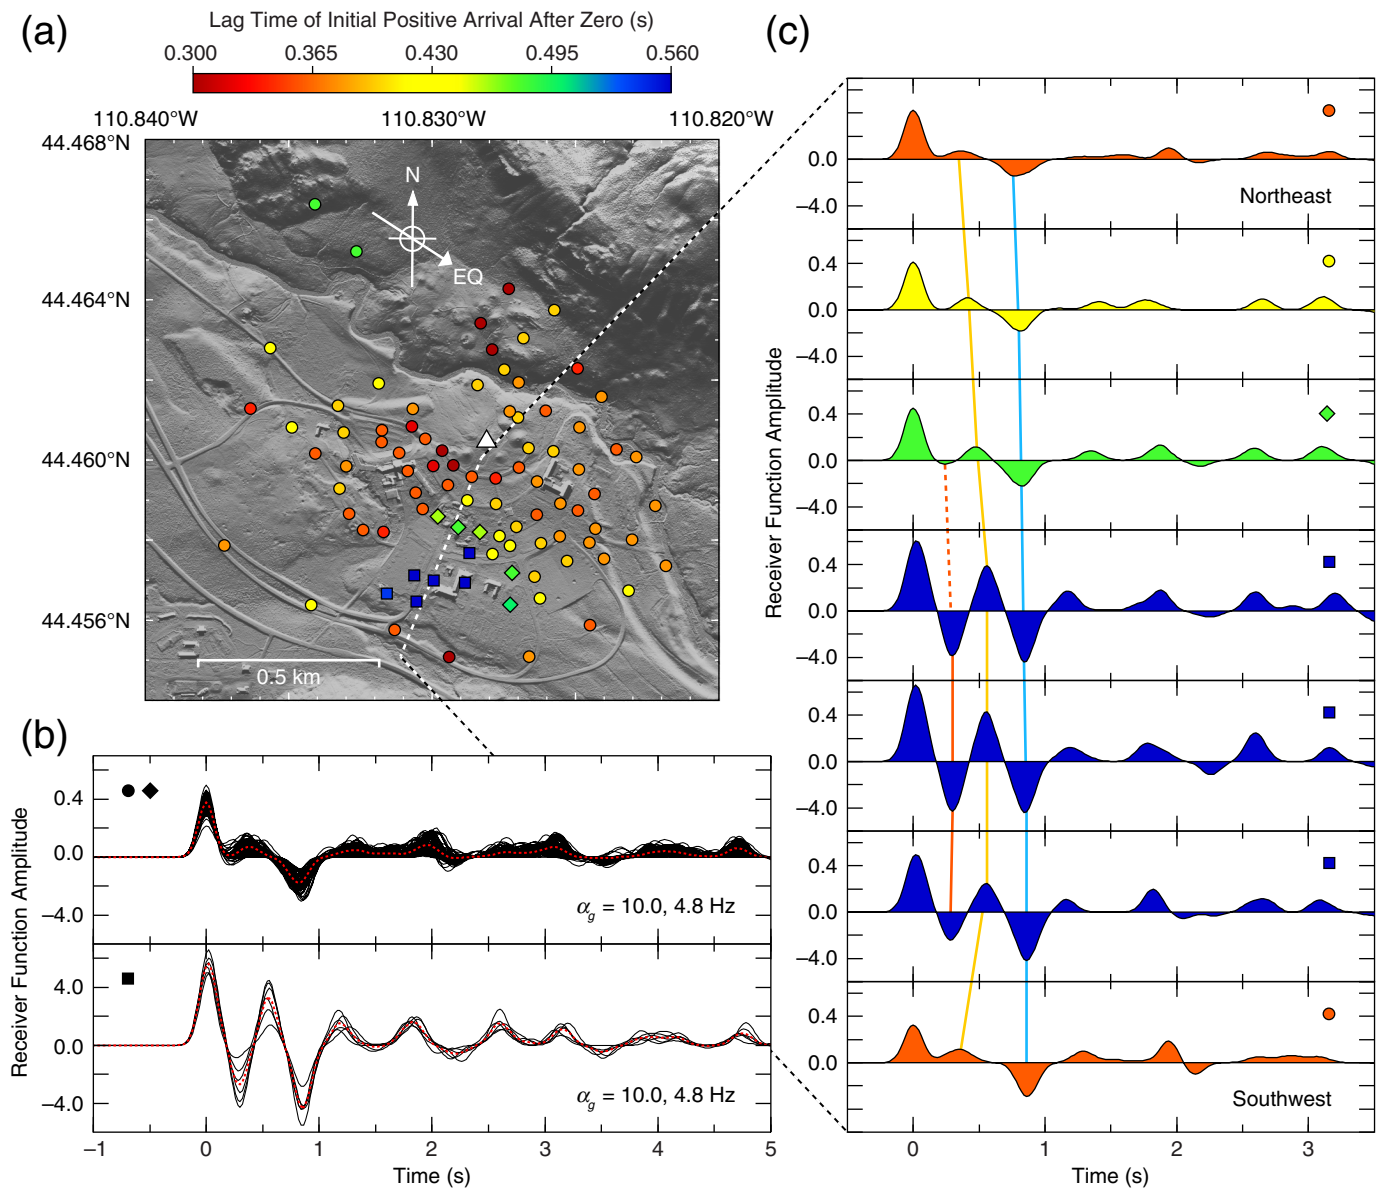 (a)
Lag Time of Initial Positive Arrival After Zero (s)
0.300 0.365 0.430 0.495 0.560
110.840°W 110.830°W 110.820°W
44.468°N
44.464°N
44.460°N
44.456°N
N
EQ
0.5 km
(b)
Receiver Function Amplitude
0.4
0.0
−4.0
αg = 10.0, 4.8 Hz
Receiver Function Amplitude
4.0
0.0
−4.0
αg = 10.0, 4.8 Hz
−1 0 1 2 3 4 5
Time (s)
(c)
Receiver Function Amplitude
0.0
−4.0
Northeast
0.4
0.0
−4.0
0.4
0.0
−4.0
0.4
0.0
−4.0
0.4
0.0
−4.0
0.4
0.0
−4.0
0.4
0.0
Southwest
0 1 2 3
Time (s)